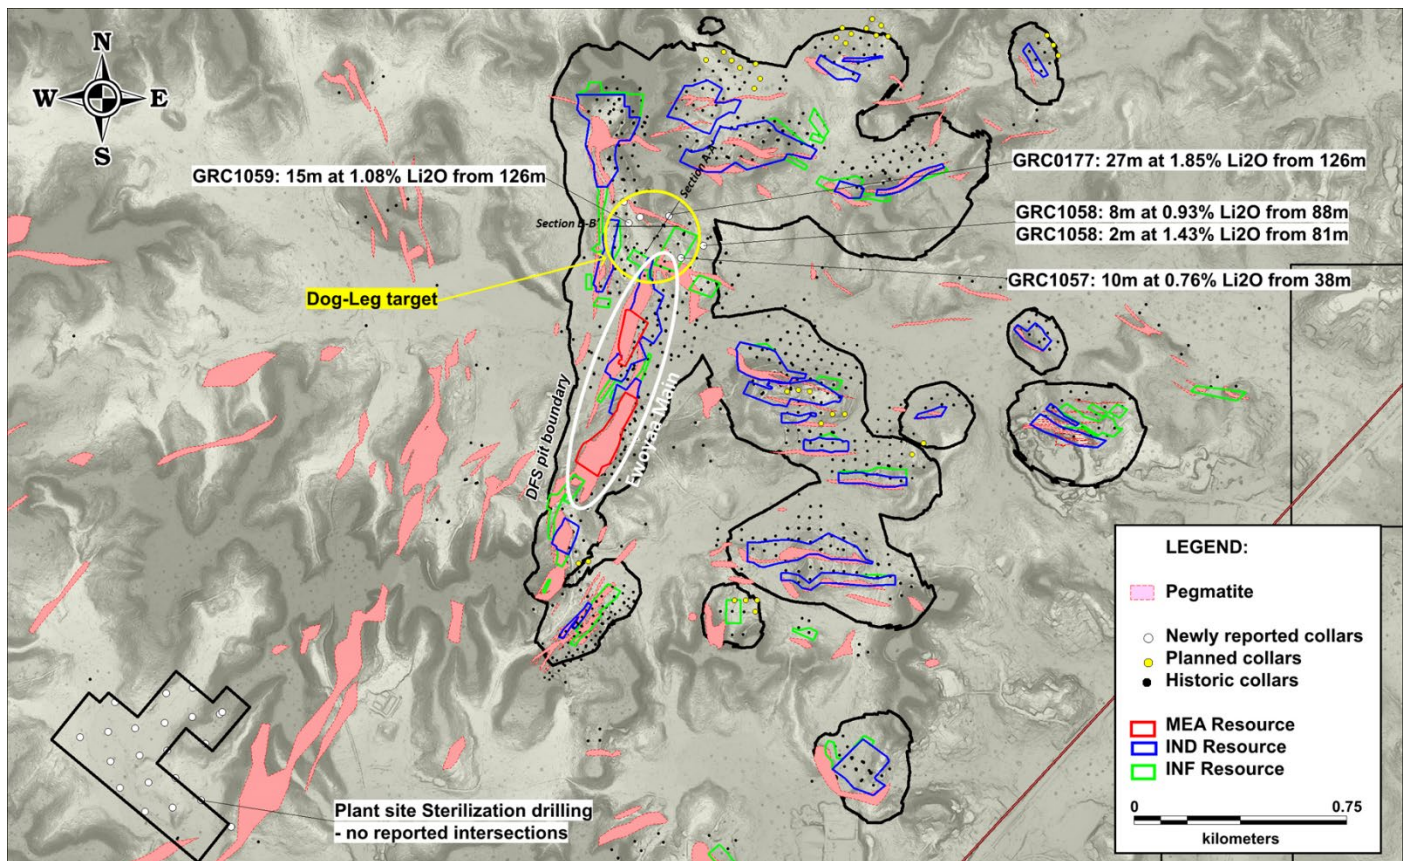 N
W E
S
GRC1059: 15m at 1.08% Li2O from 126m
Section A-A'
Section B-B'
GRC0177: 27m at 1.85% Li2O from 126m
GRC1058: 8m at 0.93% Li2O from 88m
GRC1058: 2m at 1.43% Li2O from 81m
GRC1057: 10m at 0.76% Li2O from 38m
Dog-Leg target
DFS pit boundary
Ewoyaa Main
Plant site Sterilization drilling
- no reported intersections
LEGEND:
Pegmatite
Newly reported collars
Planned collars
Historic collars
MEA Resource
IND Resource
INF Resource
0 0.75
kilometers